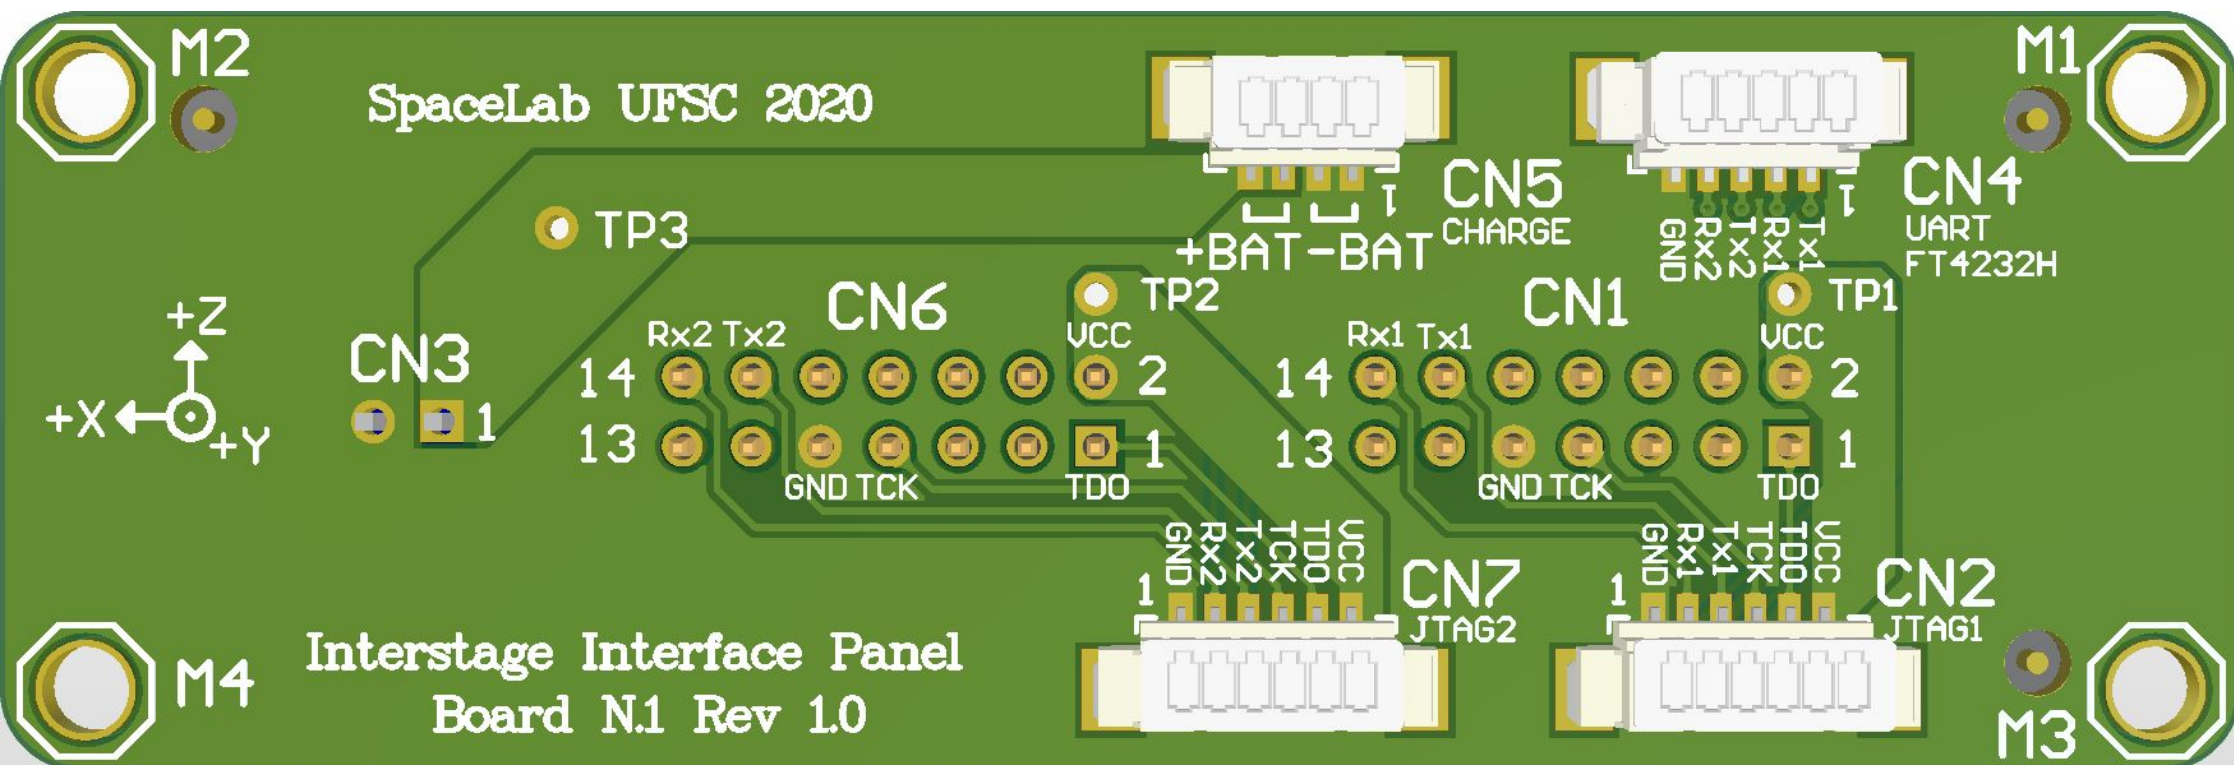 M2
SpaceLab UFSC 2020
M1
CN5
CHARGE
1
+BAT-BAT
CN4
UART
FT4232H
1
GND
Rx2
Tx2
Rx1
Tx1
TP3
TP2
TP1
+Z
+X
+Y
CN3
1
CN6
Rx2 Tx2
VCC
14
2
13
1
GND TCK
TDO
CN1
Rx1 Tx1
VCC
14
2
13
1
GND TCK
TDO
GND
Rx2
Tx2
TCK
TDO
VCC
1
CN7
JTAG2
GND
Rx1
Tx1
TCK
TDO
VCC
1
CN2
JTAG1
M4
Interstage Interface Panel
Board N.1 Rev 1.0
M3